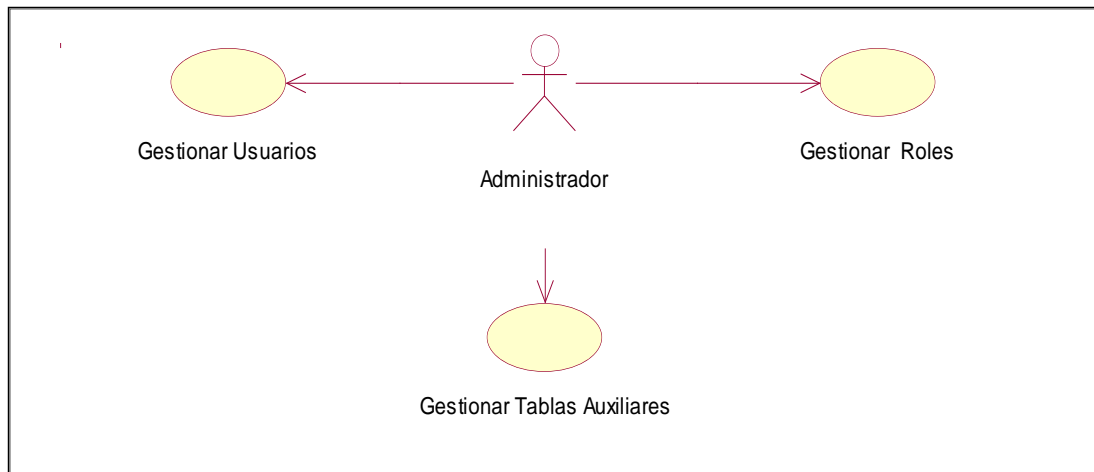 Gestionar Usuarios
Gestionar Roles
Administrador
Gestionar Tablas Auxiliares